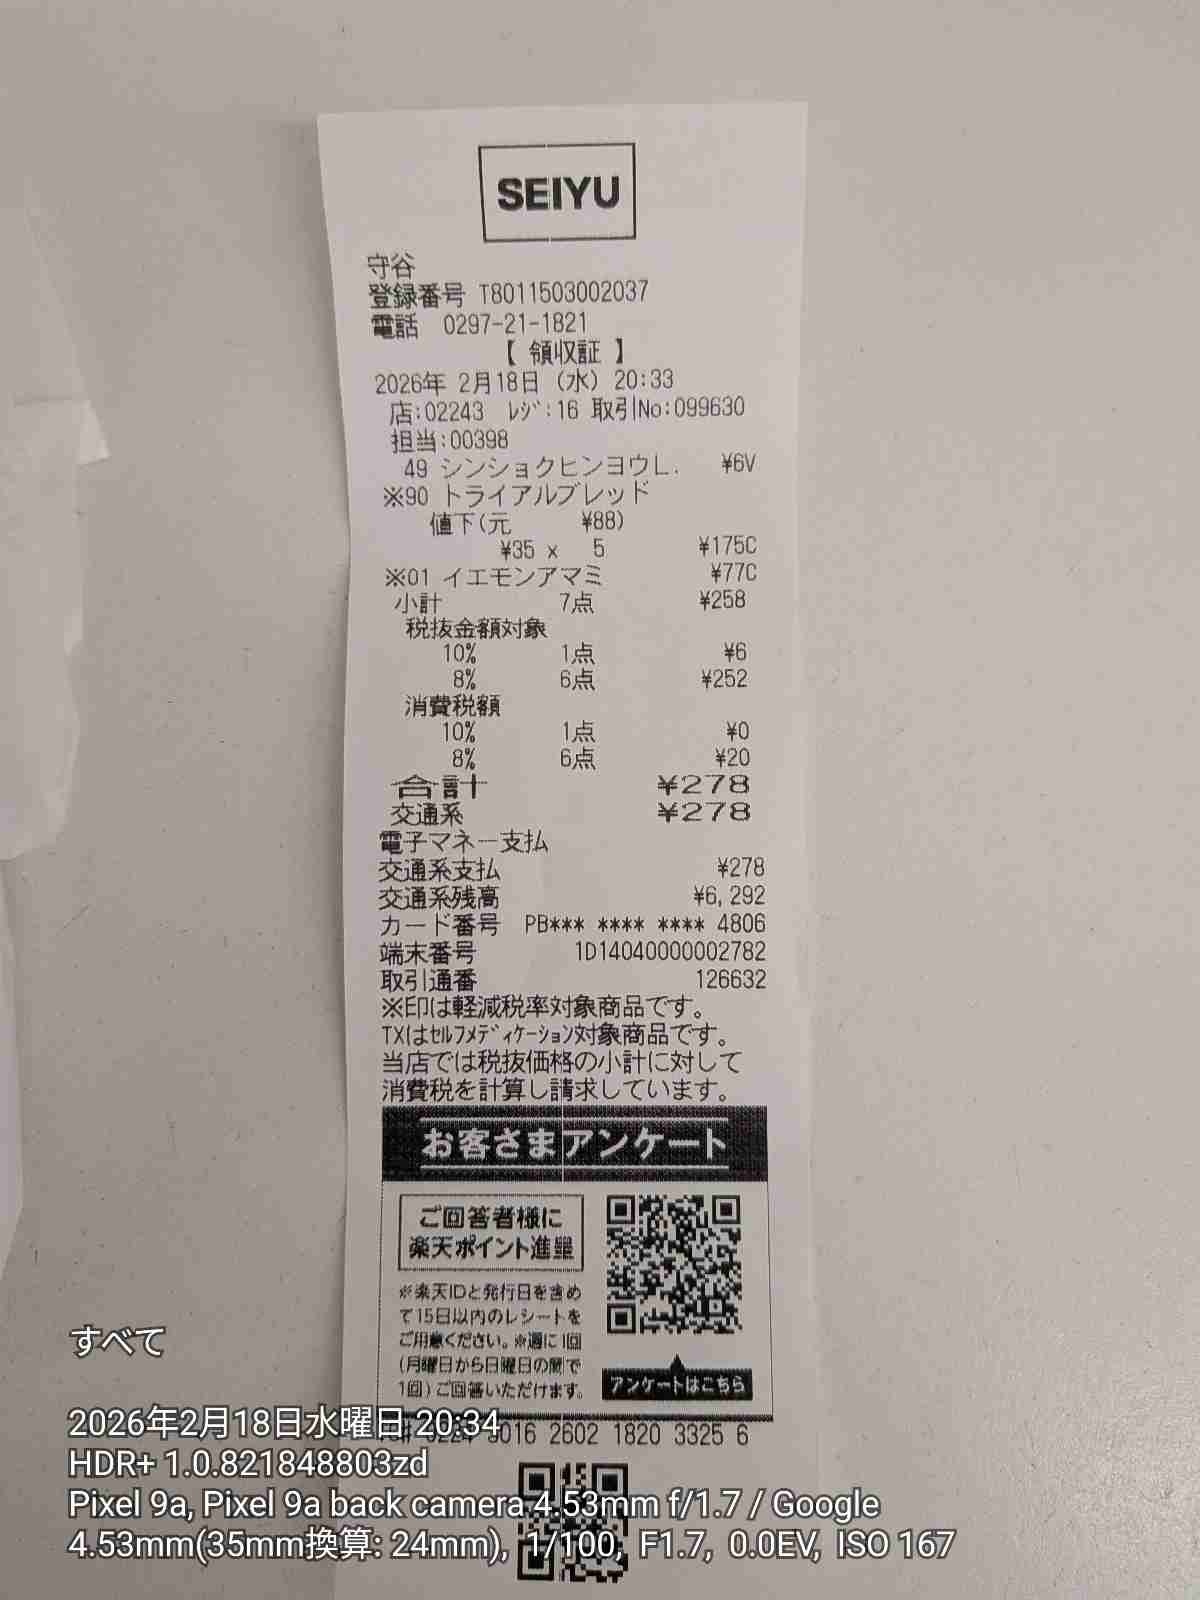 SEIYU
守谷
登録番号 T8011503002037
電話 0297-21-1821
【 領収証 】
2026年 2月18日 (水) 20:33
店:02243 ﾚｼﾞ:16 取引No:099630
担当:00398
49 シンショクヒンヨウL. ¥6V
※90 トライアルブレッド
値下(元 ¥88)
¥35 x 5 ¥175C
※01 イエモンアマミ ¥77C
小計 7点 ¥258
税抜金額対象
10% 1点 ¥6
8% 6点 ¥252
消費税額
10% 1点 ¥0
8% 6点 ¥20
合計 ¥278
交通系 ¥278
電子マネー支払
交通系支払 ¥278
交通系残高 ¥6,292
カード番号 PB*** **** **** 4806
端末番号 1D14040000002782
取引通番 126632
※印は軽減税率対象商品です。
TXはｾﾙﾌﾒﾃﾞｨｹｰｼｮﾝ対象商品です。
当店では税抜価格の小計に対して
消費税を計算し請求しています。
お客さまアンケート
ご回答者様に
楽天ポイント進呈
※楽天IDと発行日を含め
て15日以内のレシートを
ご用意ください。※週に1回
(月曜日から日曜日の間で
1回)ご回答いただけます。
アンケートはこちら
2602 1820 3325 6
すべて
2026年2月18日水曜日 20:34
HDR+ 1.0.821848803zd
Pixel 9a, Pixel 9a back camera 4.53mm f/1.7 / Google
4.53mm(35mm換算: 24mm), 1/100, F1.7, 0.0EV, ISO 167